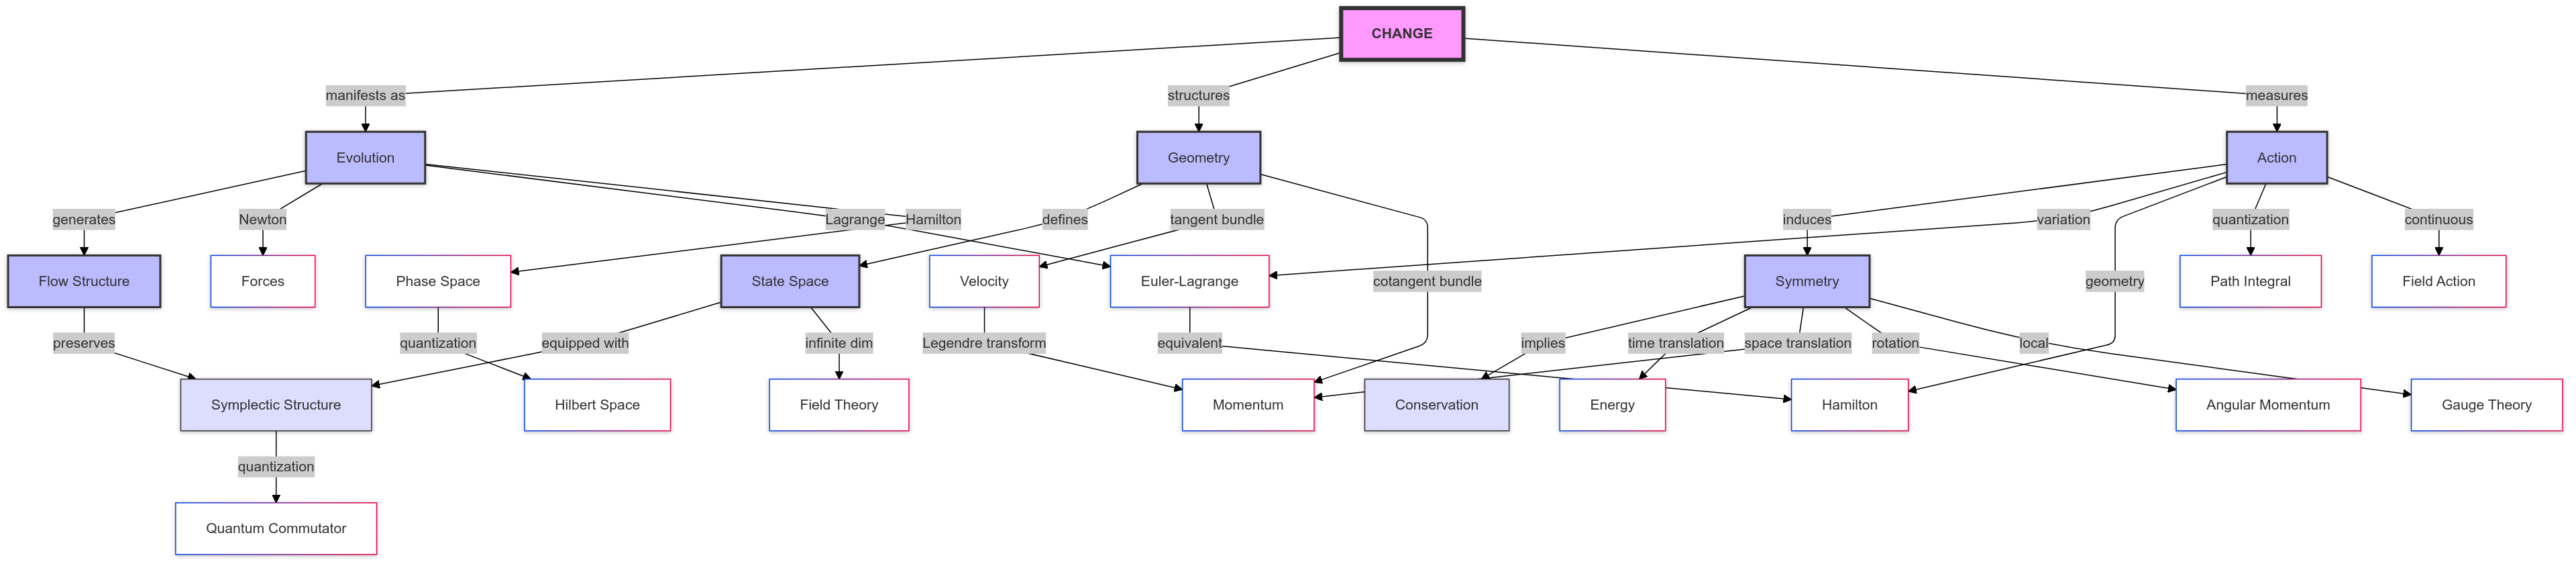 CHANGE
manifests as
structures
measures
Evolution
Geometry
Action
generates
Newton
Lagrange
Hamilton
defines
tangent bundle
induces
variation
quantization
continuous
Flow Structure
Forces
Phase Space
State Space
Velocity
Euler-Lagrange
cotangent bundle
Symmetry
geometry
Path Integral
Field Action
preserves
quantization
equipped with
infinite dim
Legendre transform
equivalent
implies
time translation
space translation
rotation
local
Symplectic Structure
Hilbert Space
Field Theory
Momentum
Conservation
Energy
Hamilton
Angular Momentum
Gauge Theory
quantization
Quantum Commutator